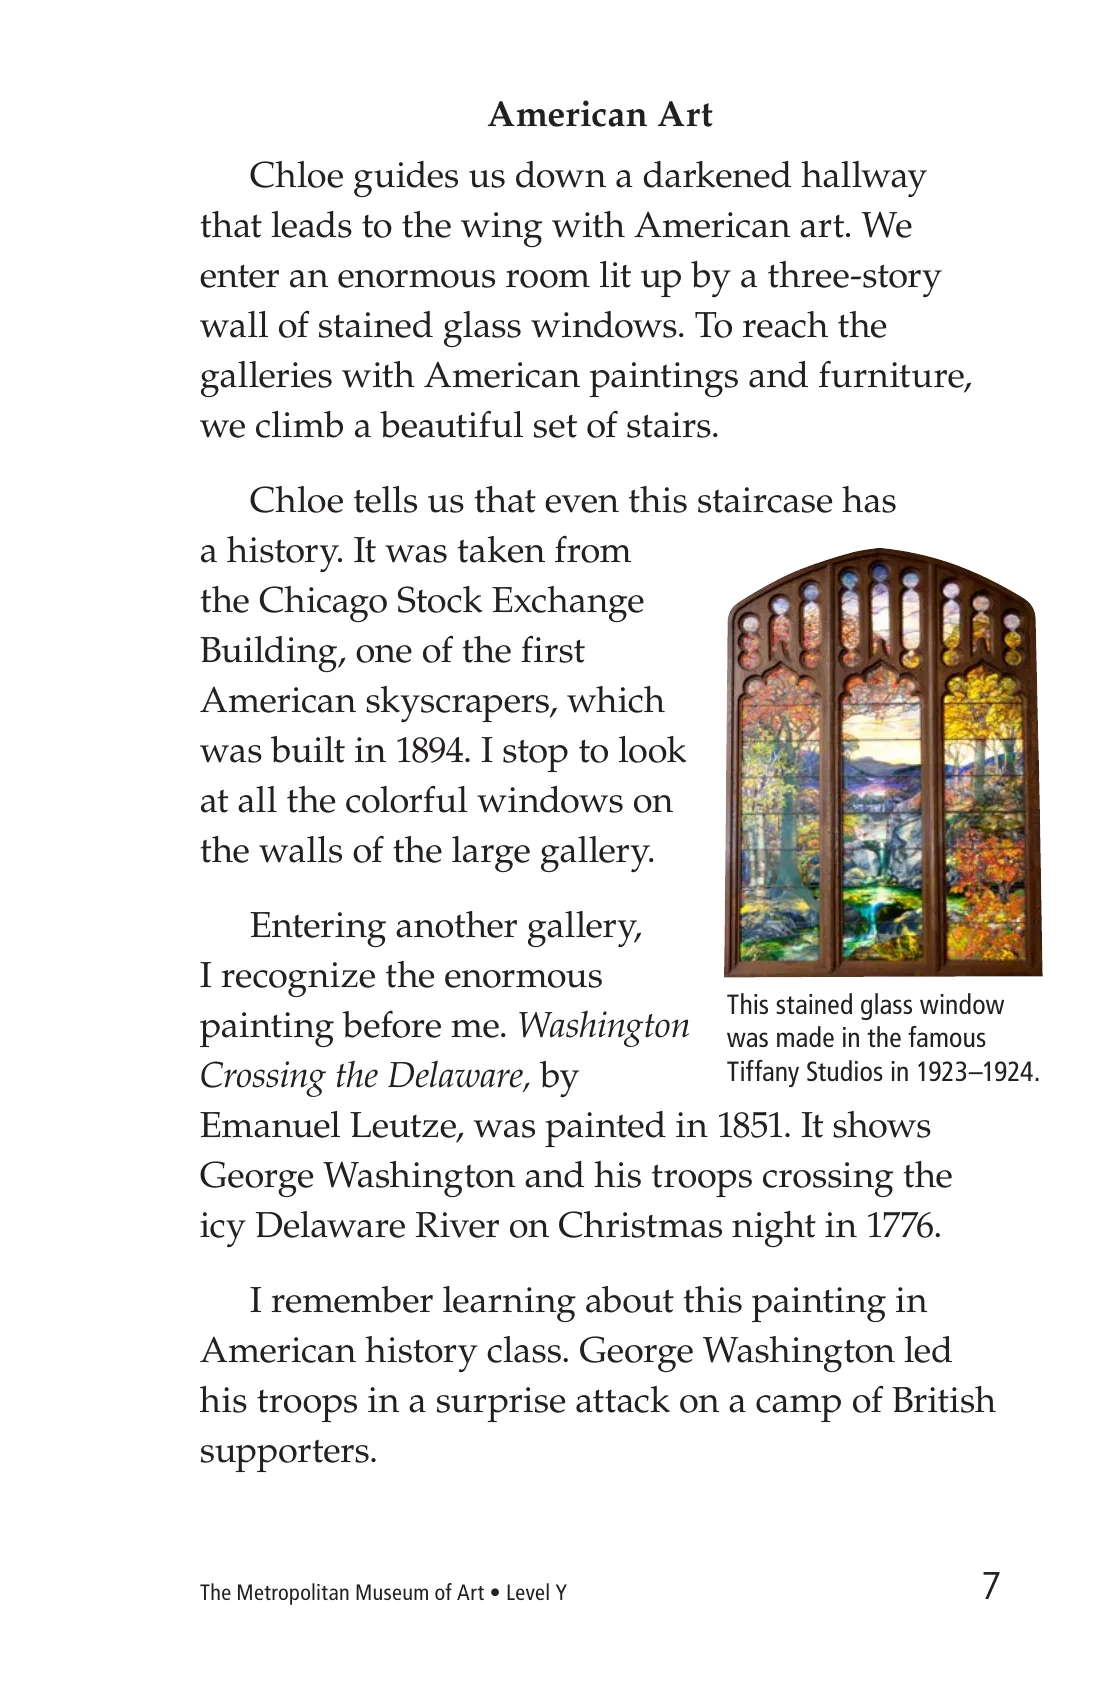 American Art
Chloe guides us down a darkened hallway
that leads to the wing with American art. We
enter an enormous room lit up by a three-story
wall of stained glass windows. To reach the
galleries with American paintings and furniture,
we climb a beautiful set of stairs.
Chloe tells us that even this staircase has
a history. It was taken from
the Chicago Stock Exchange
Building, one of the first
American skyscrapers, which
was built in 1894. I stop to look
at all the colorful windows on
the walls of the large gallery.
Entering another gallery,
I recognize the enormous
painting before me. Washington
Crossing the Delaware, by
Emanuel Leutze, was painted in 1851. It shows
George Washington and his troops crossing the
icy Delaware River on Christmas night in 1776.
I remember learning about this painting in
American history class. George Washington led
his troops in a surprise attack on a camp of British
supporters.
This stained glass window
was made in the famous
Tiffany Studios in 1923–1924.
The Metropolitan Museum of Art • Level Y
7